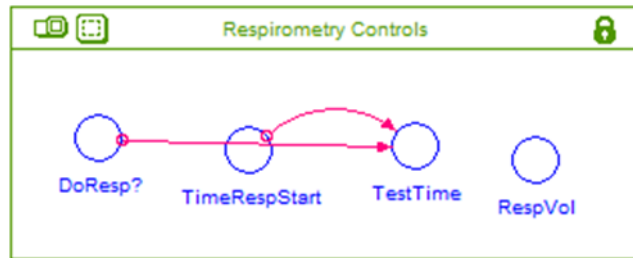 Respirometry Controls
DoResp?
TimeRespStart
TestTime
RespVol